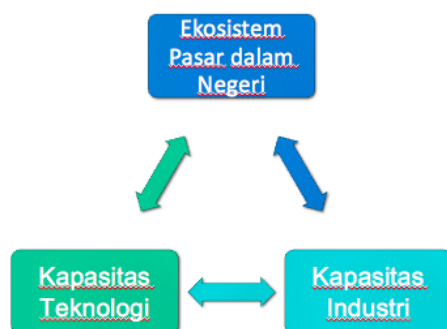 Ekosistem
Pasar dalam
Negeri
Kapasitas
Teknologi
Kapasitas
Industri